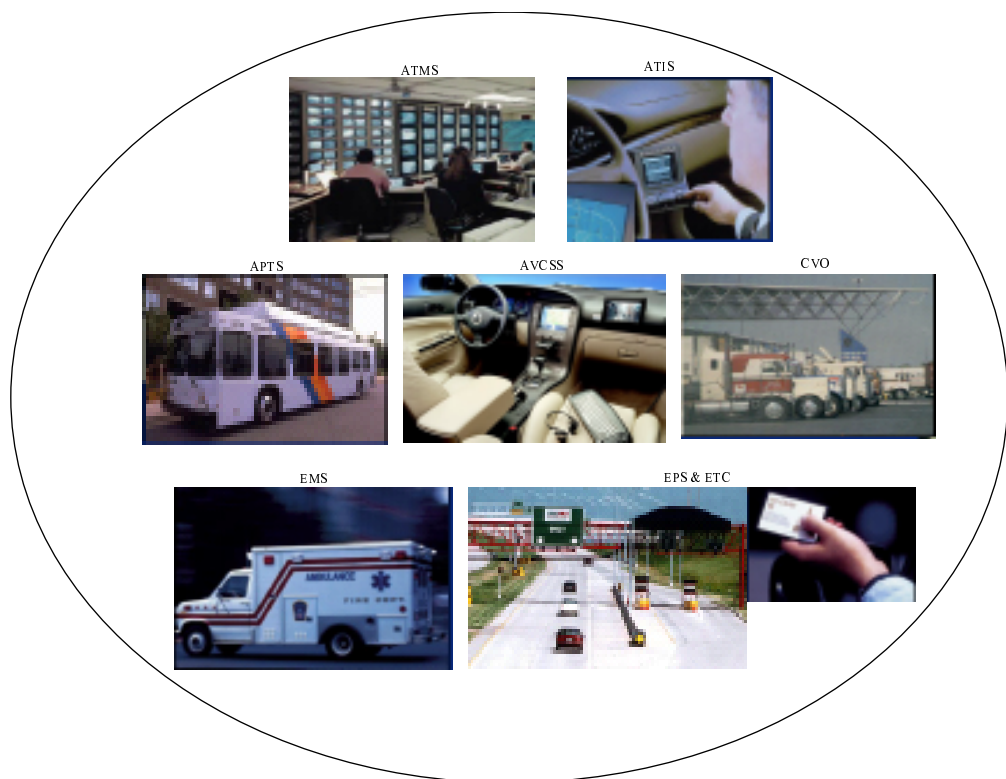 ATMS
ATIS
APTS
AVCSS
CVO
EMS
EPS & ETC
AMBULANCE
FIRE DEPT.